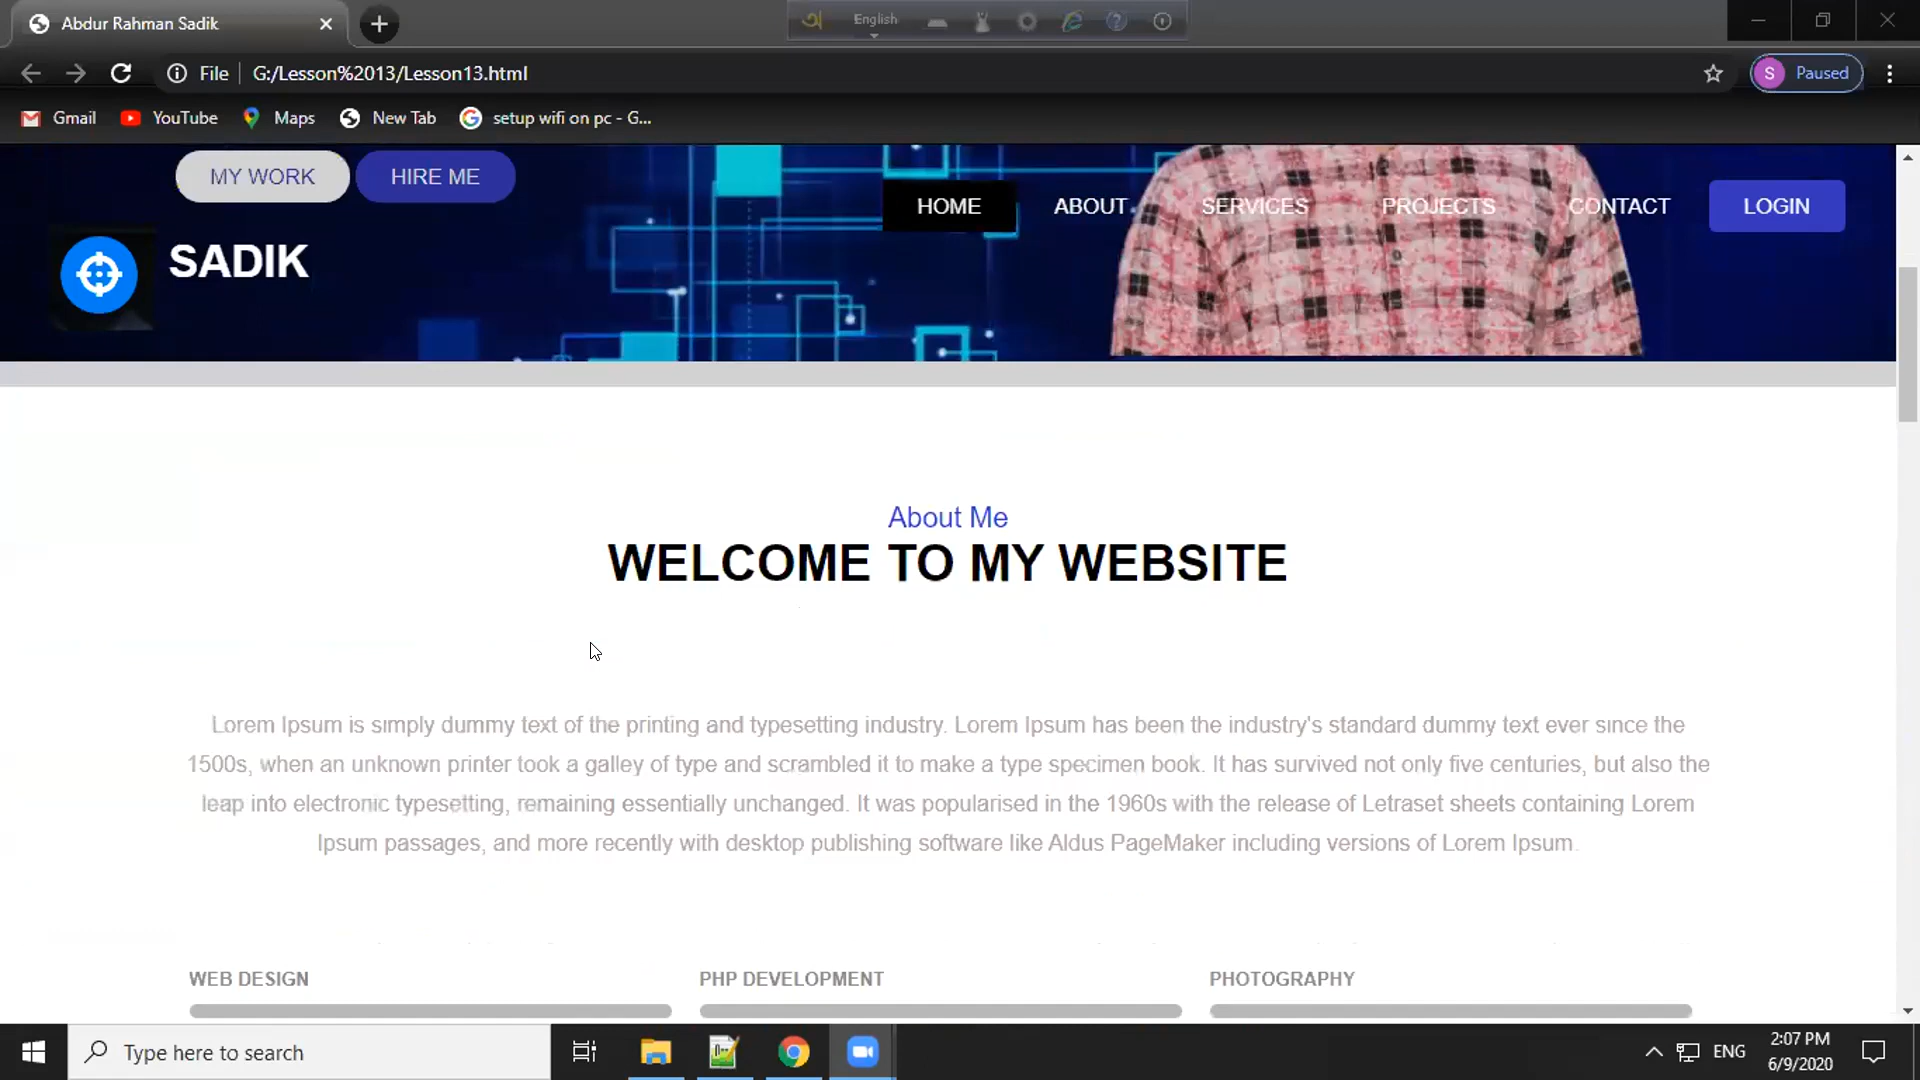 Abdur Rahman Sadik
English
File
G:/Lesson%2013/Lesson13.html
S
Paused
Gmail
YouTube
Maps
New Tab
setup wifi on pc - G...
MY WORK
HIRE ME
HOME
ABOUT
SERVICES
PROJECTS
CONTACT
LOGIN
SADIK
About Me
WELCOME TO MY WEBSITE
Lorem Ipsum is simply dummy text of the printing and typesetting industry. Lorem Ipsum has been the industry's standard dummy text ever since the
1500s, when an unknown printer took a galley of type and scrambled it to make a type specimen book. It has survived not only five centuries, but also the
leap into electronic typesetting, remaining essentially unchanged. It was popularised in the 1960s with the release of Letraset sheets containing Lorem
Ipsum passages, and more recently with desktop publishing software like Aldus PageMaker including versions of Lorem Ipsum.
WEB DESIGN
PHP DEVELOPMENT
PHOTOGRAPHY
Type here to search
ENG
2:07 PM
6/9/2020